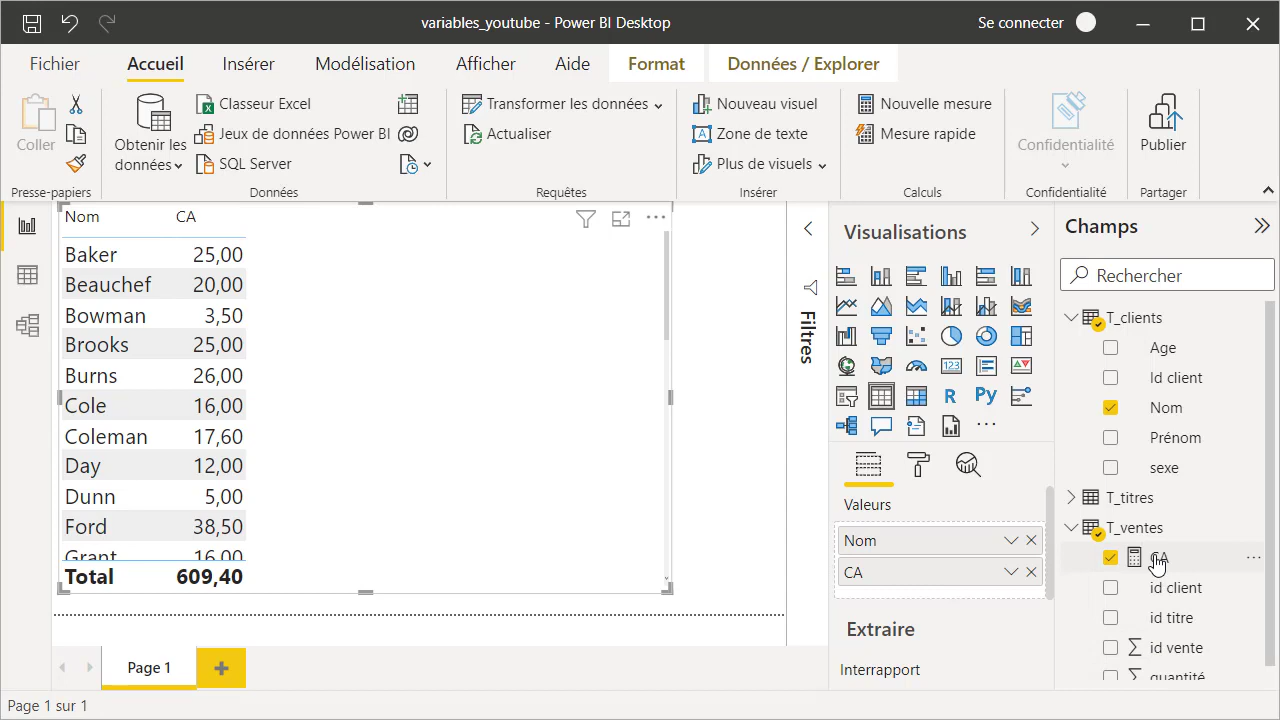 variables_youtube - Power BI Desktop
Se connecter
Fichier
Accueil
Insérer
Modélisation
Afficher
Aide
Format
Données / Explorer
Coller
Presse-papiers
Obtenir les
données
Classeur Excel
Jeux de données Power BI
SQL Server
Données
Transformer les données
Actualiser
Requêtes
Nouveau visuel
Zone de texte
Plus de visuels
Insérer
Nouvelle mesure
Mesure rapide
Calculs
Confidentialité
Confidentialité
Publier
Partager
Nom CA
Baker 25,00
Beauchef 20,00
Bowman 3,50
Brooks 25,00
Burns 26,00
Cole 16,00
Coleman 17,60
Day 12,00
Dunn 5,00
Ford 38,50
Grant 16,00
Total 609,40
Filtres
Visualisations
R
Py
123
Valeurs
Nom
CA
Extraire
Interrapport
Champs
Rechercher
T_clients
Age
Id client
Nom
Prénom
sexe
T_titres
T_ventes
CA
id client
id titre
id vente
quantité
Page 1
Page 1 sur 1